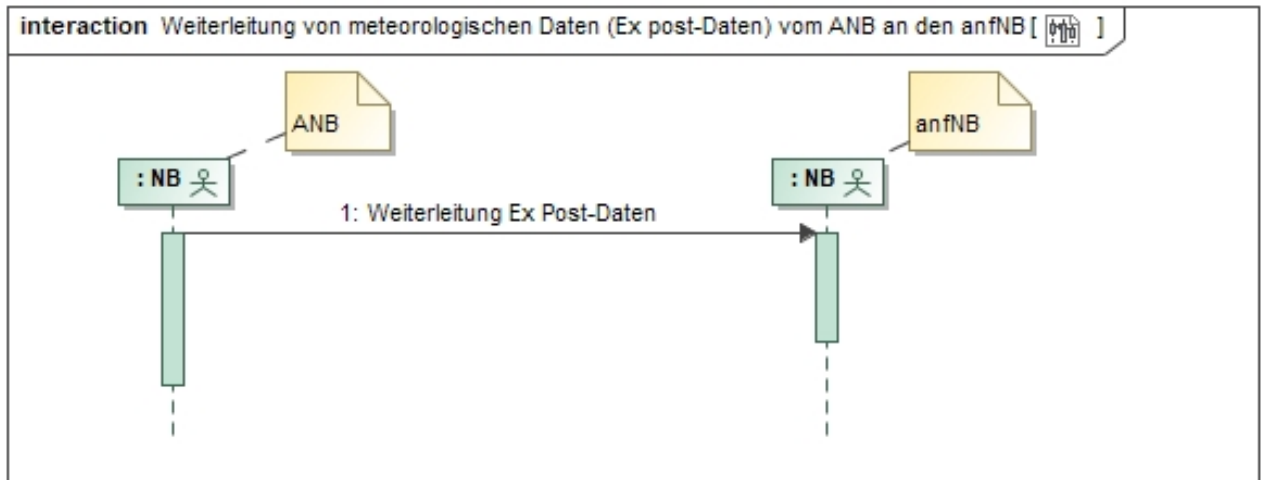 interaction Weiterleitung von meteorologischen Daten (Ex post-Daten) vom ANB an den anfNB [ ]
ANB
anfNB
: NB
: NB
1: Weiterleitung Ex Post-Daten